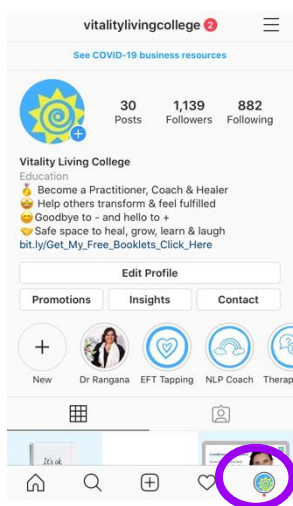 vitalitylivingcollege 2
See COVID-19 business resources
30 1,139 882
Posts Followers Following
Vitality Living College
Education
Become a Practitioner, Coach & Healer
Help others transform & feel fulfilled
Goodbye to - and hello to +
Safe space to heal, grow, learn & laugh
bit.ly/Get_My_Free_Booklets_Click_Here
Edit Profile
Promotions Insights Contact
New Dr Rangana EFT Tapping NLP Coach Therap
It's ok